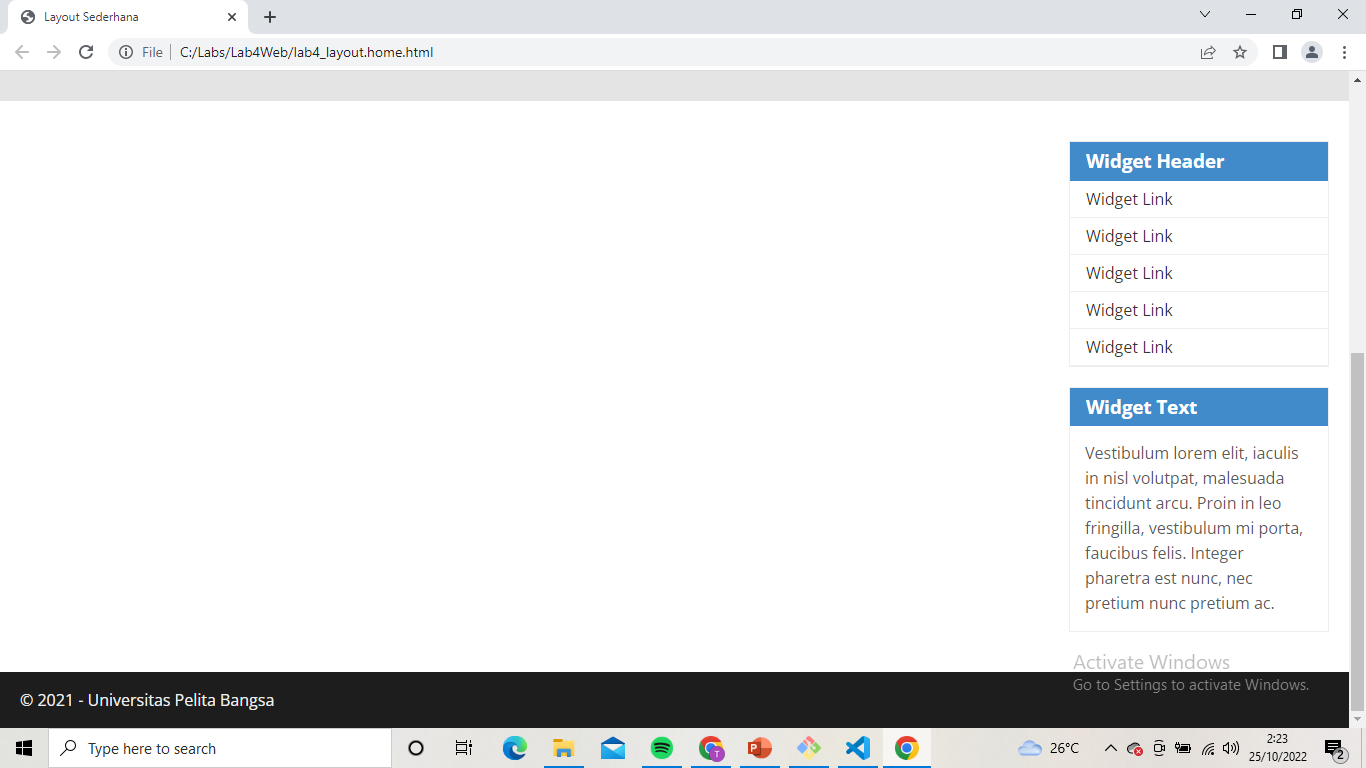 Layout Sederhana
File
C:/Labs/Lab4Web/lab4_layout.home.html
Widget Header
Widget Link
Widget Link
Widget Link
Widget Link
Widget Link
Widget Text
Vestibulum lorem elit, iaculis
in nisl volutpat, malesuada
tincidunt arcu. Proin in leo
fringilla, vestibulum mi porta,
faucibus felis. Integer
pharetra est nunc, nec
pretium nunc pretium ac.
Activate Windows
Go to Settings to activate Windows.
© 2021 - Universitas Pelita Bangsa
Type here to search
T
P
26°C
2:23
25/10/2022
2